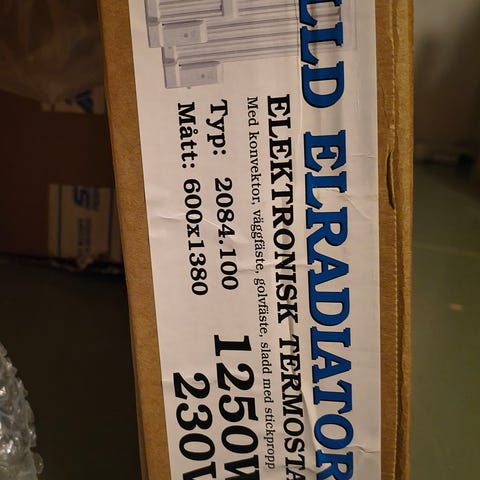 LLD ELRADIATOR
ELEKTRONISK TERMOSTA
Med konvektor, väggfäste, golvfäste, sladd med stickpropp
Typ: 2084.100
Mått: 600x1380
1250W
230V